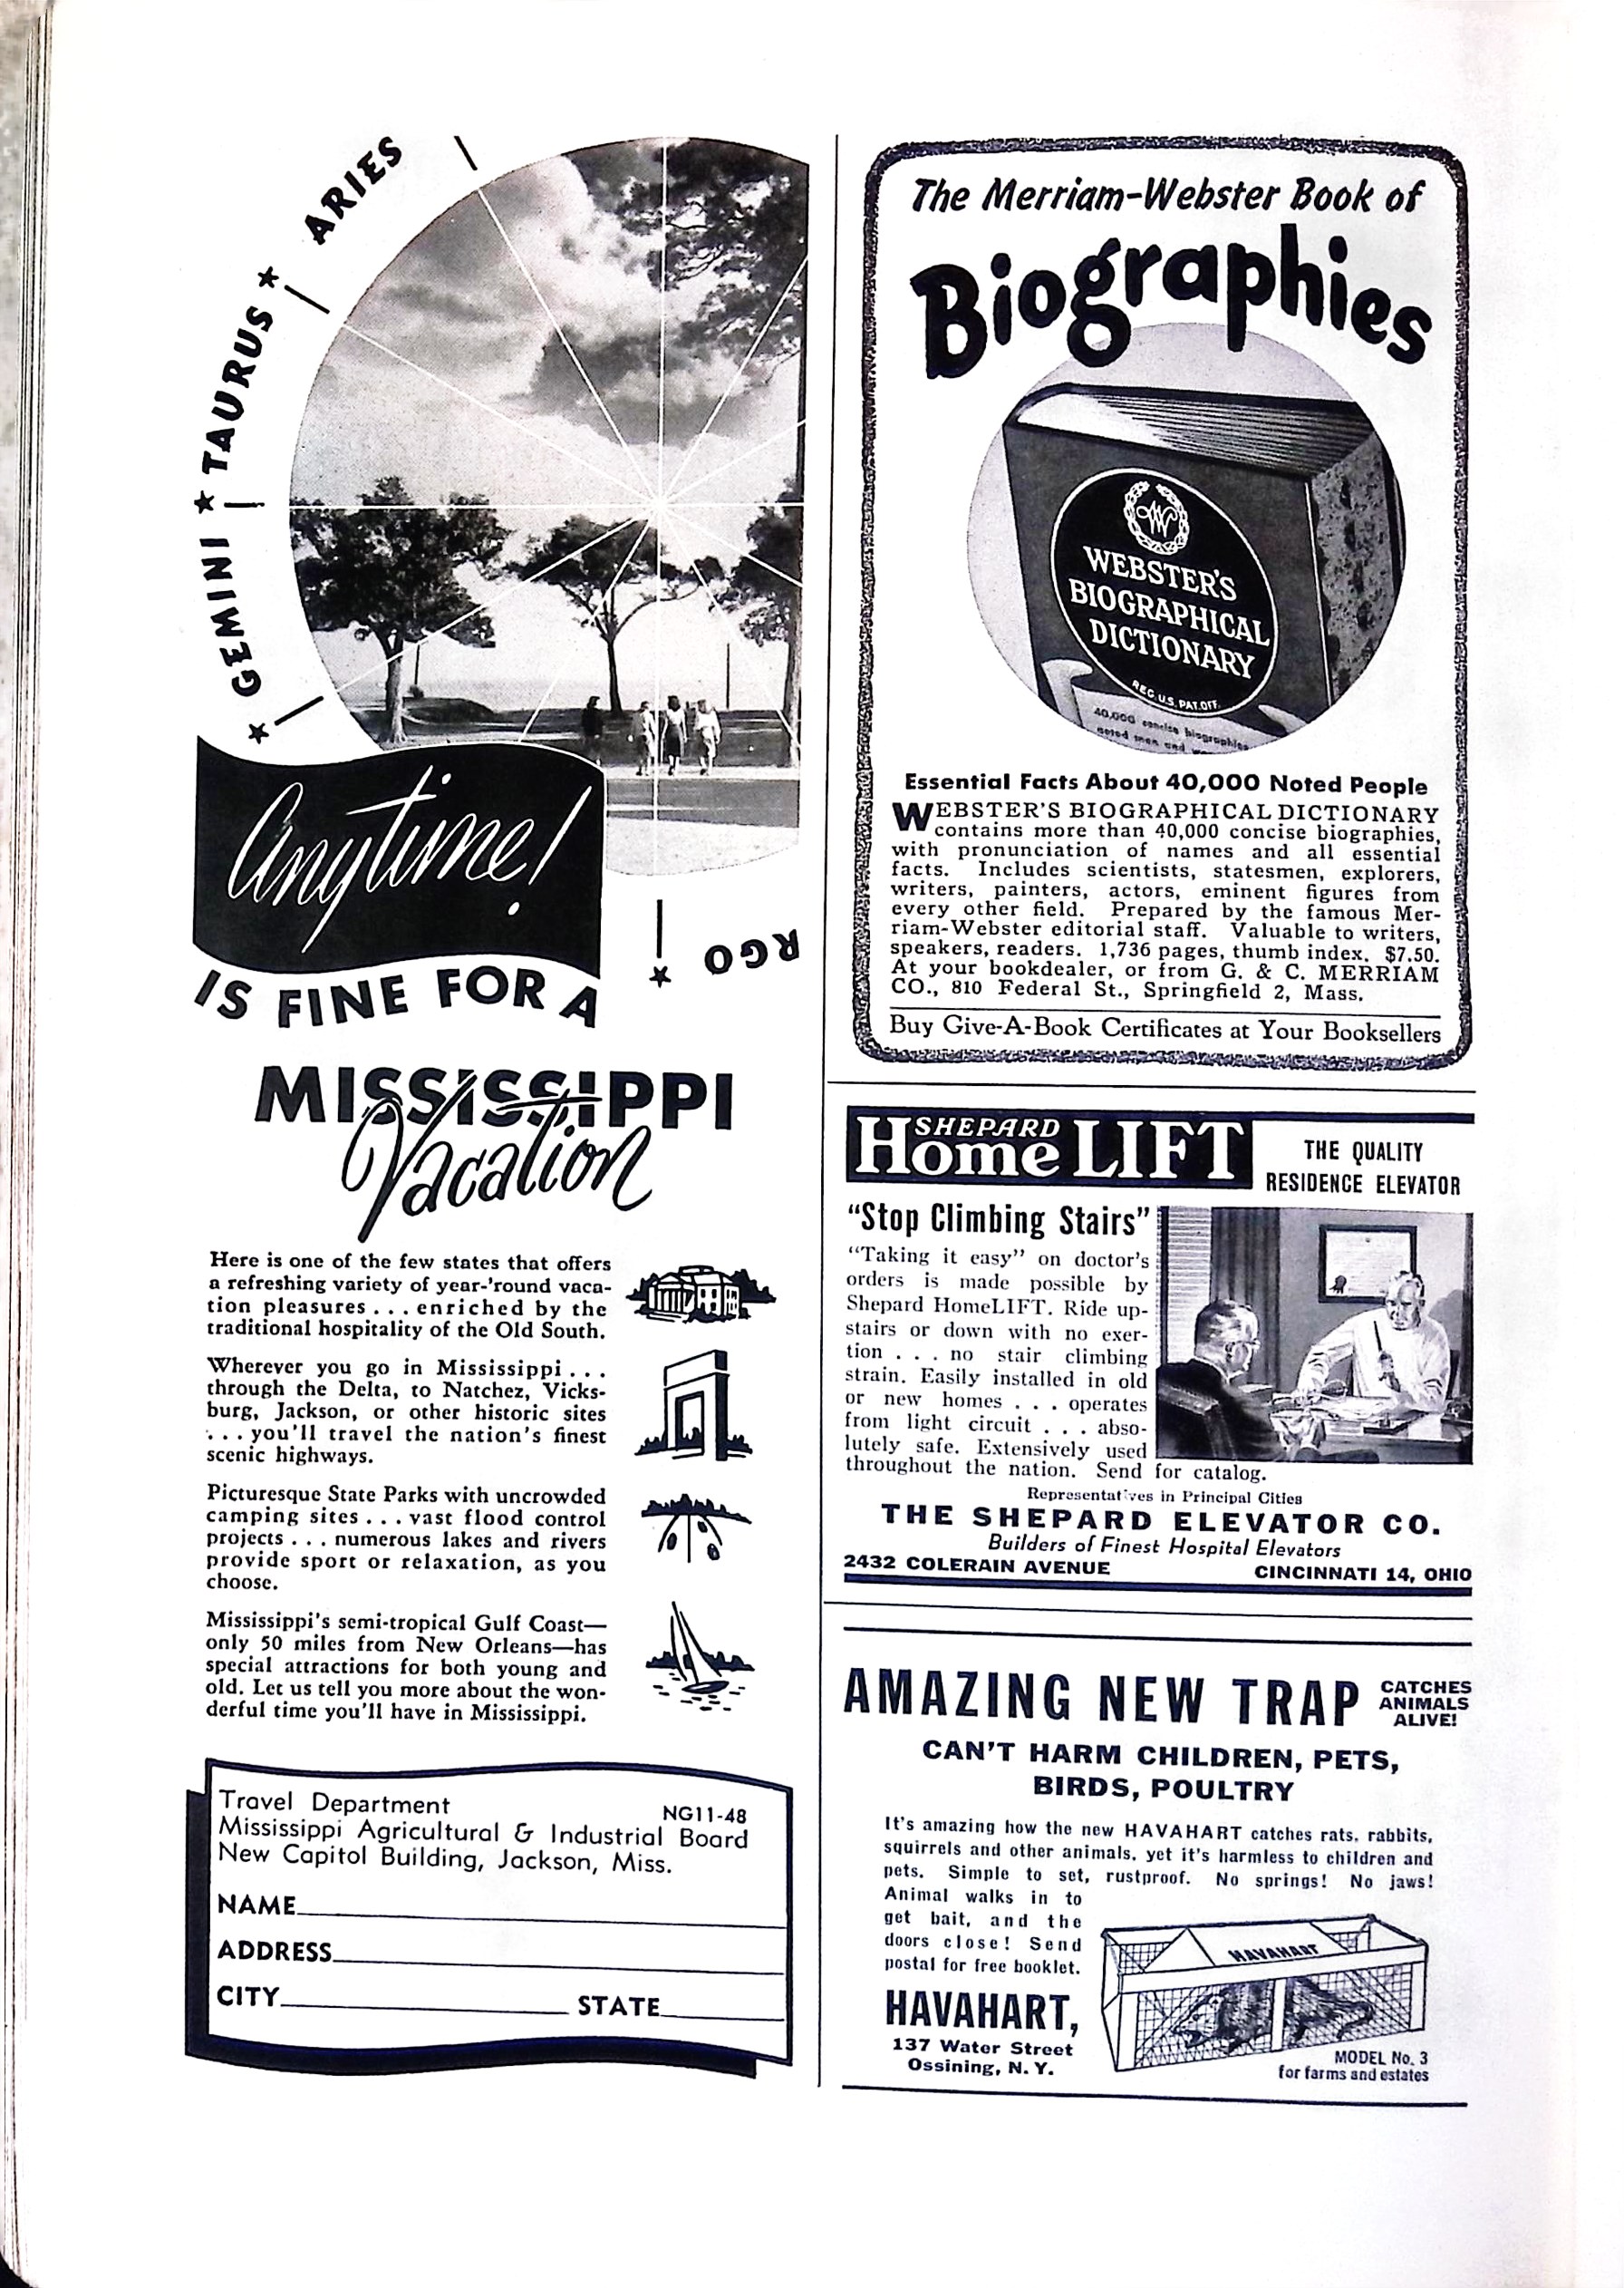 ARIES
★ TAURUS ★
GEMINI
★
RGO
★
Anytime!
IS FINE FOR A
MISSISSIPPI
Vacation
Here is one of the few states that offers
a refreshing variety of year-'round vaca-
tion pleasures . . . enriched by the
traditional hospitality of the Old South.
Wherever you go in Mississippi . . .
through the Delta, to Natchez, Vicks-
burg, Jackson, or other historic sites
. . . you'll travel the nation's finest
scenic highways.
Picturesque State Parks with uncrowded
camping sites . . . vast flood control
projects . . . numerous lakes and rivers
provide sport or relaxation, as you
choose.
Mississippi's semi-tropical Gulf Coast—
only 50 miles from New Orleans—has
special attractions for both young and
old. Let us tell you more about the won-
derful time you'll have in Mississippi.
Travel Department NG11-48
Mississippi Agricultural & Industrial Board
New Capitol Building, Jackson, Miss.
NAME
ADDRESS
CITY STATE
The Merriam-Webster Book of
Biographies
W
WEBSTER'S
BIOGRAPHICAL
DICTIONARY
REG. U.S. PAT. OFF.
40,000 concise biographies
noted men and
Essential Facts About 40,000 Noted People
WEBSTER'S BIOGRAPHICAL DICTIONARY
contains more than 40,000 concise biographies,
with pronunciation of names and all essential
facts. Includes scientists, statesmen, explorers,
writers, painters, actors, eminent figures from
every other field. Prepared by the famous Mer-
riam-Webster editorial staff. Valuable to writers,
speakers, readers. 1,736 pages, thumb index. $7.50.
At your bookdealer, or from G. & C. MERRIAM
CO., 810 Federal St., Springfield 2, Mass.
Buy Give-A-Book Certificates at Your Booksellers
SHEPARD
HomeLIFT
THE QUALITY
RESIDENCE ELEVATOR
"Stop Climbing Stairs"
"Taking it easy" on doctor's
orders is made possible by
Shepard HomeLIFT. Ride up-
stairs or down with no exer-
tion . . . no stair climbing
strain. Easily installed in old
or new homes . . . operates
from light circuit . . . abso-
lutely safe. Extensively used
throughout the nation. Send for catalog.
Representatives in Principal Cities
THE SHEPARD ELEVATOR CO.
Builders of Finest Hospital Elevators
2432 COLERAIN AVENUE CINCINNATI 14, OHIO
AMAZING NEW TRAP
CATCHES
ANIMALS
ALIVE!
CAN'T HARM CHILDREN, PETS,
BIRDS, POULTRY
It's amazing how the new HAVAHART catches rats, rabbits,
squirrels and other animals, yet it's harmless to children and
pets. Simple to set, rustproof. No springs! No jaws!
Animal walks in to
get bait, and the
doors close! Send
postal for free booklet.
HAVAHART,
137 Water Street
Ossining, N. Y.
HAVAHART
MODEL No. 3
for farms and estates